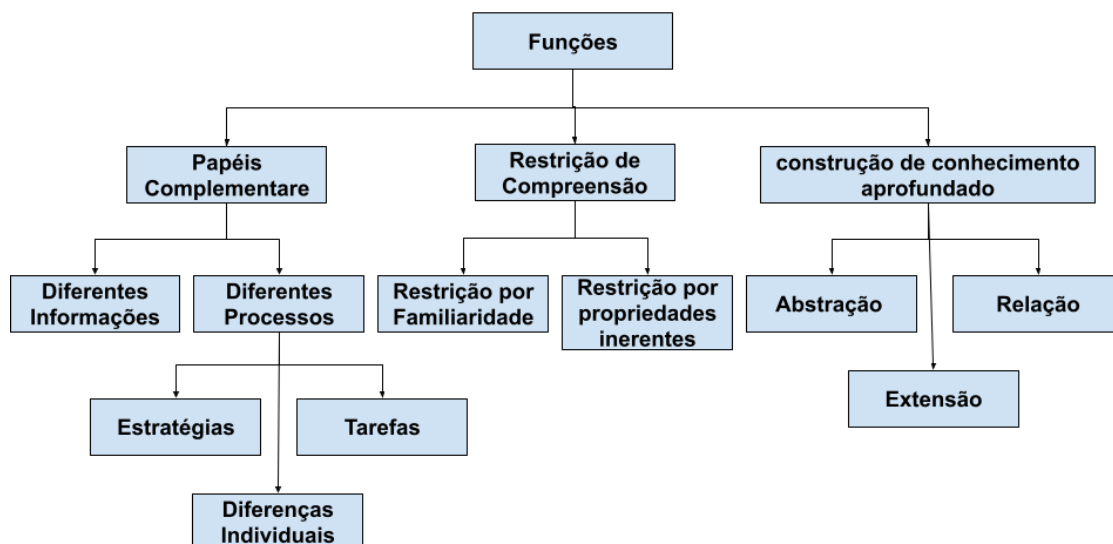 Funções
Papéis
Complementare
Restrição de
Compreensão
construção de conhecimento
aprofundado
Diferentes
Informações
Diferentes
Processos
Restrição por
Familiaridade
Restrição por
propriedades
inerentes
Abstração
Relação
Estratégias
Tarefas
Extensão
Diferenças
Individuais